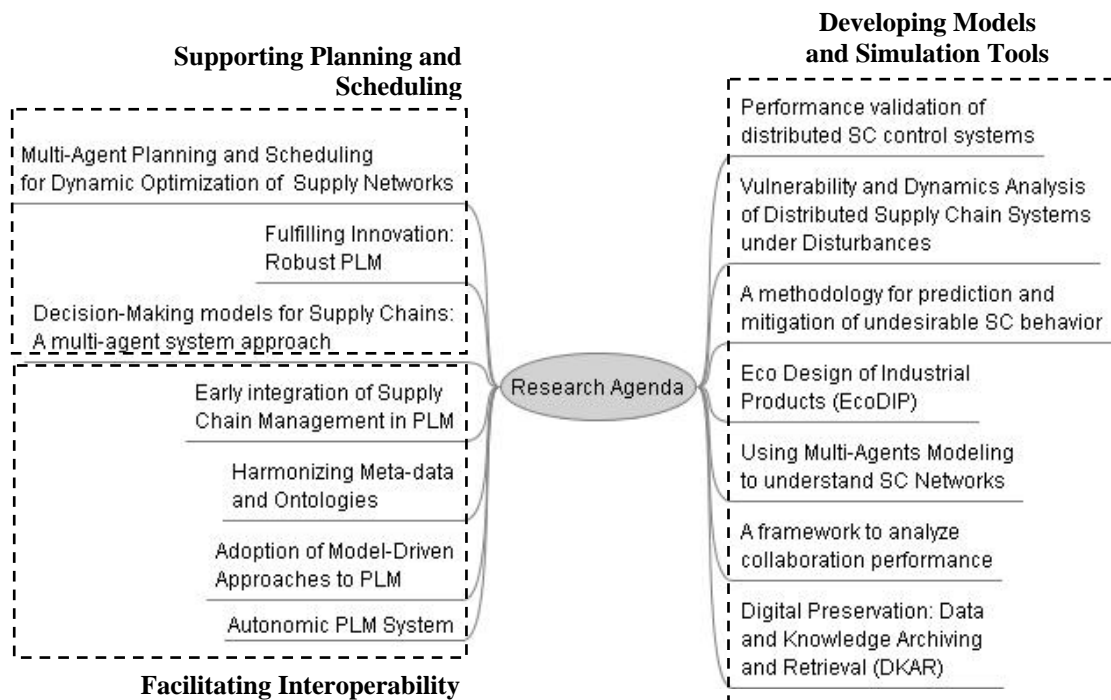 Supporting Planning and
Scheduling
Multi-Agent Planning and Scheduling
for Dynamic Optimization of Supply Networks
Fulfilling Innovation:
Robust PLM
Decision-Making models for Supply Chains:
A multi-agent system approach
Early integration of Supply
Chain Management in PLM
Harmonizing Meta-data
and Ontologies
Adoption of Model-Driven
Approaches to PLM
Autonomic PLM System
Facilitating Interoperability
Research Agenda
Developing Models
and Simulation Tools
Performance validation of
distributed SC control systems
Vulnerability and Dynamics Analysis
of Distributed Supply Chain Systems
under Disturbances
A methodology for prediction and
mitigation of undesirable SC behavior
Eco Design of Industrial
Products (EcoDIP)
Using Multi-Agents Modeling
to understand SC Networks
A framework to analyze
collaboration performance
Digital Preservation: Data
and Knowledge Archiving
and Retrieval (DKAR)